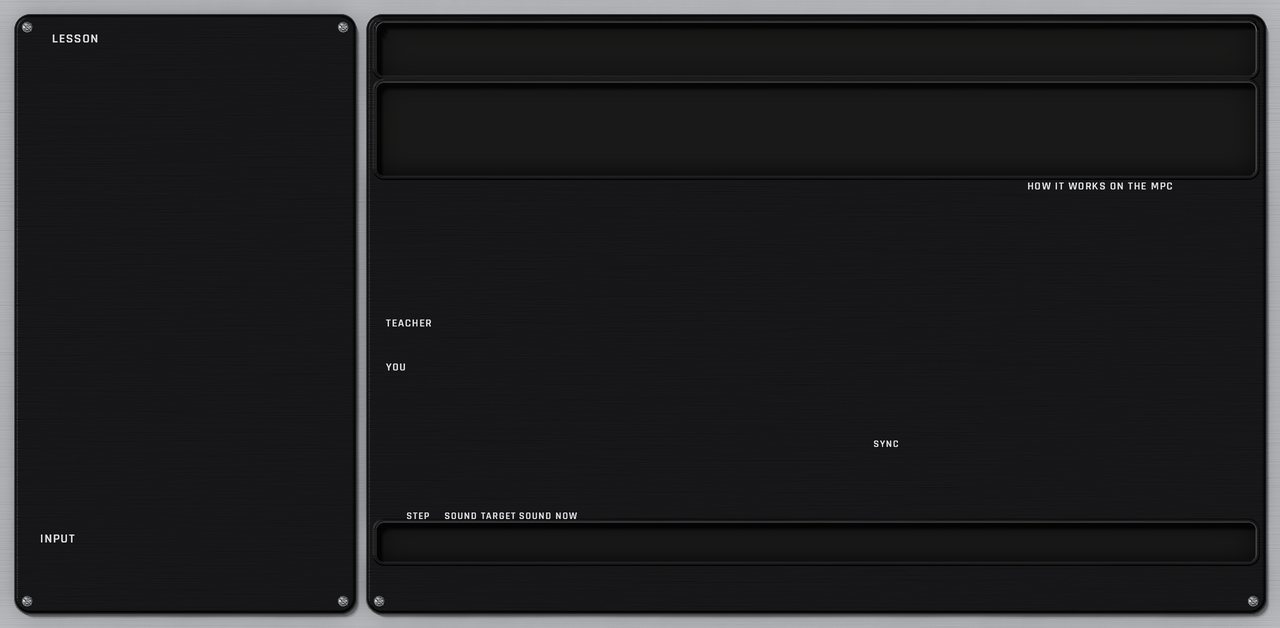 LESSON
HOW IT WORKS ON THE MPC
TEACHER
YOU
SYNC
STEP SOUND TARGET SOUND NOW
INPUT